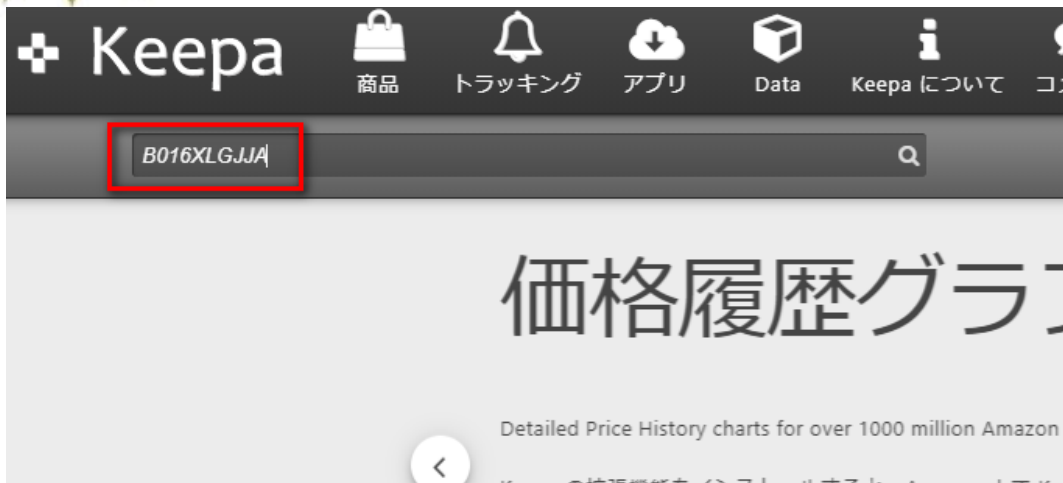 Keepa
商品 トラッキング アプリ Data Keepa について
B016XLGJJA
価格履歴グラ
Detailed Price History charts for over 1000 million Amazon